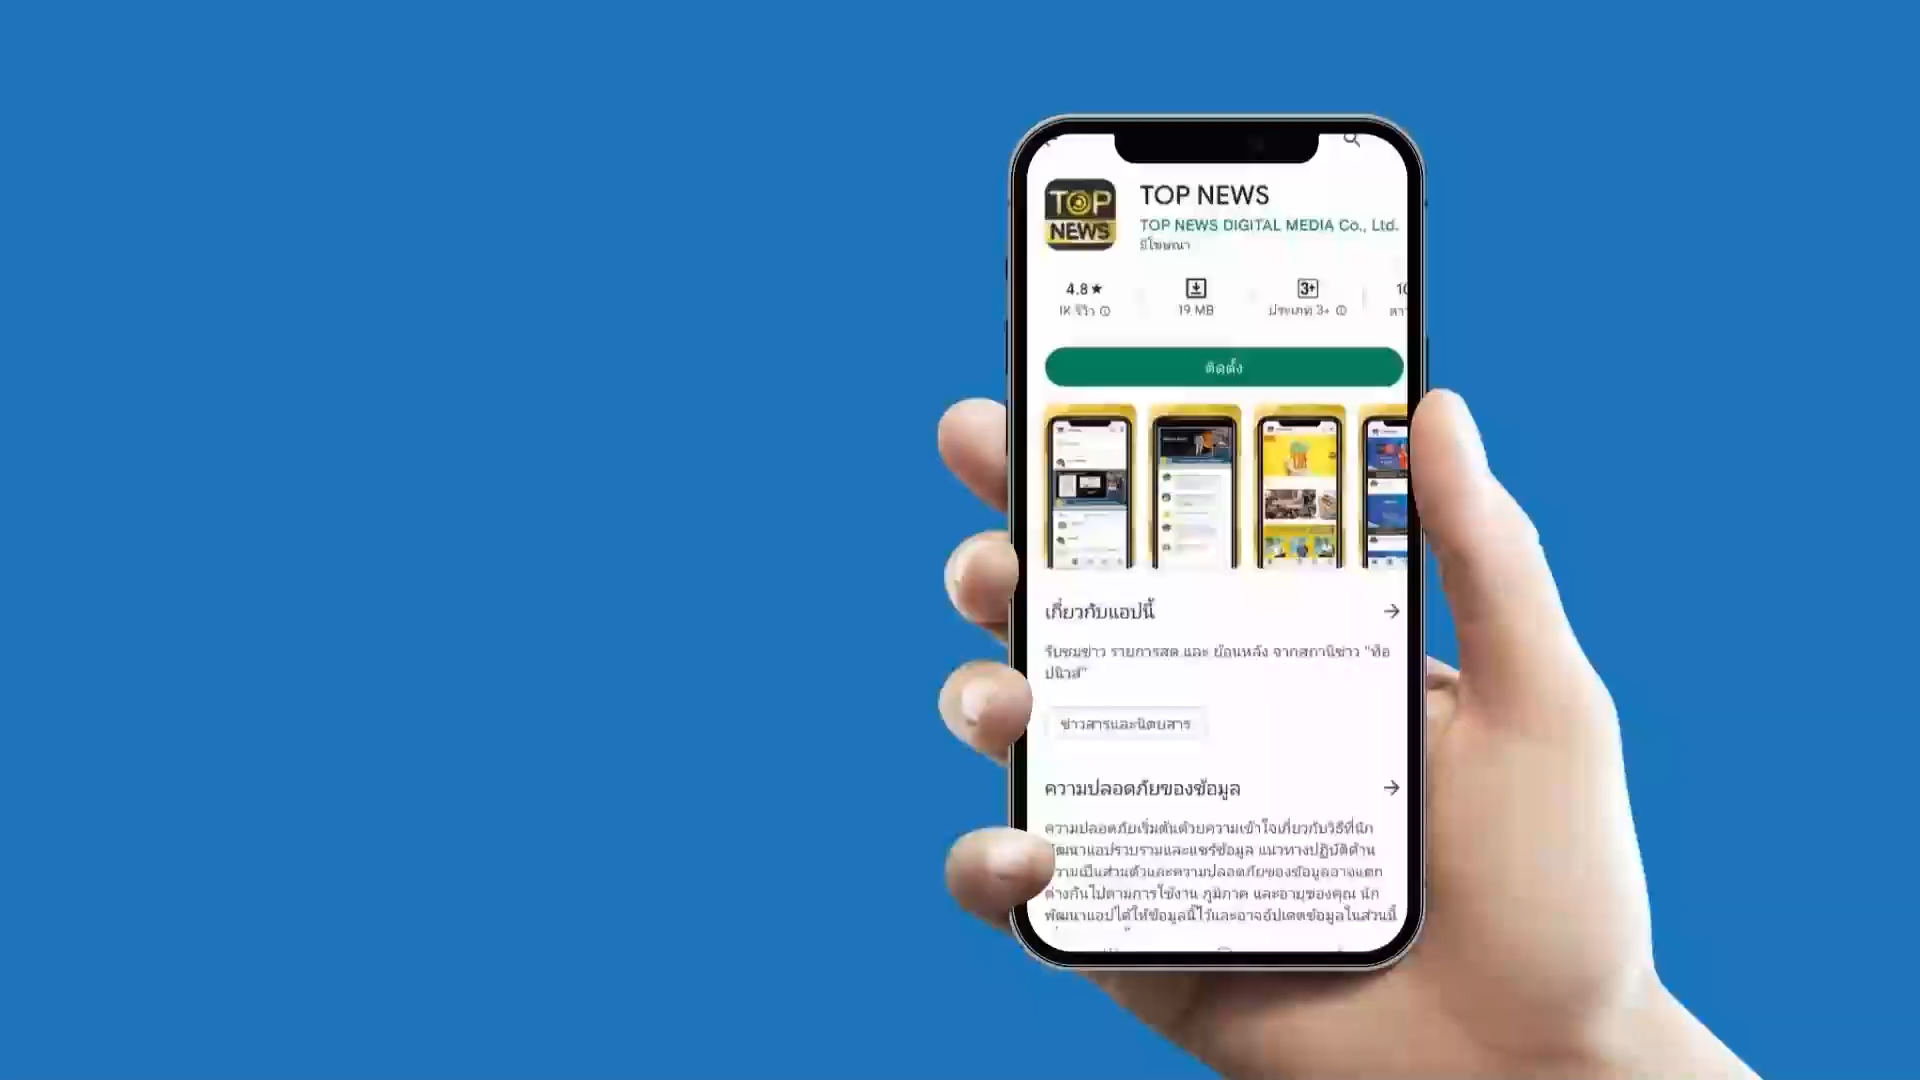 TOP
NEWS
TOP NEWS
TOP NEWS DIGITAL MEDIA Co., Ltd.
มีโฆษณา
4.8★
1K รีวิว
19 MB
3+
ประเภท 3+
ติดตั้ง
เกี่ยวกับแอปนี้
รับชมข่าว รายการสด และ ย้อนหลัง จากสถานีข่าว "ท็อ
ปนิวส์"
ข่าวสารและนิตยสาร
ความปลอดภัยของข้อมูล
ความปลอดภัยเริ่มต้นด้วยความเข้าใจเกี่ยวกับวิธีที่นัก
พัฒนาแอปรวบรวมและแชร์ข้อมูล แนวทางปฏิบัติด้าน
ความเป็นส่วนตัวและความปลอดภัยของข้อมูลอาจแตก
ต่างกันไปตามการใช้งาน ภูมิภาค และอายุของคุณ นัก
พัฒนาแอปได้ให้ข้อมูลนี้ไว้และอาจอัปเดตข้อมูลในส่วนนี้